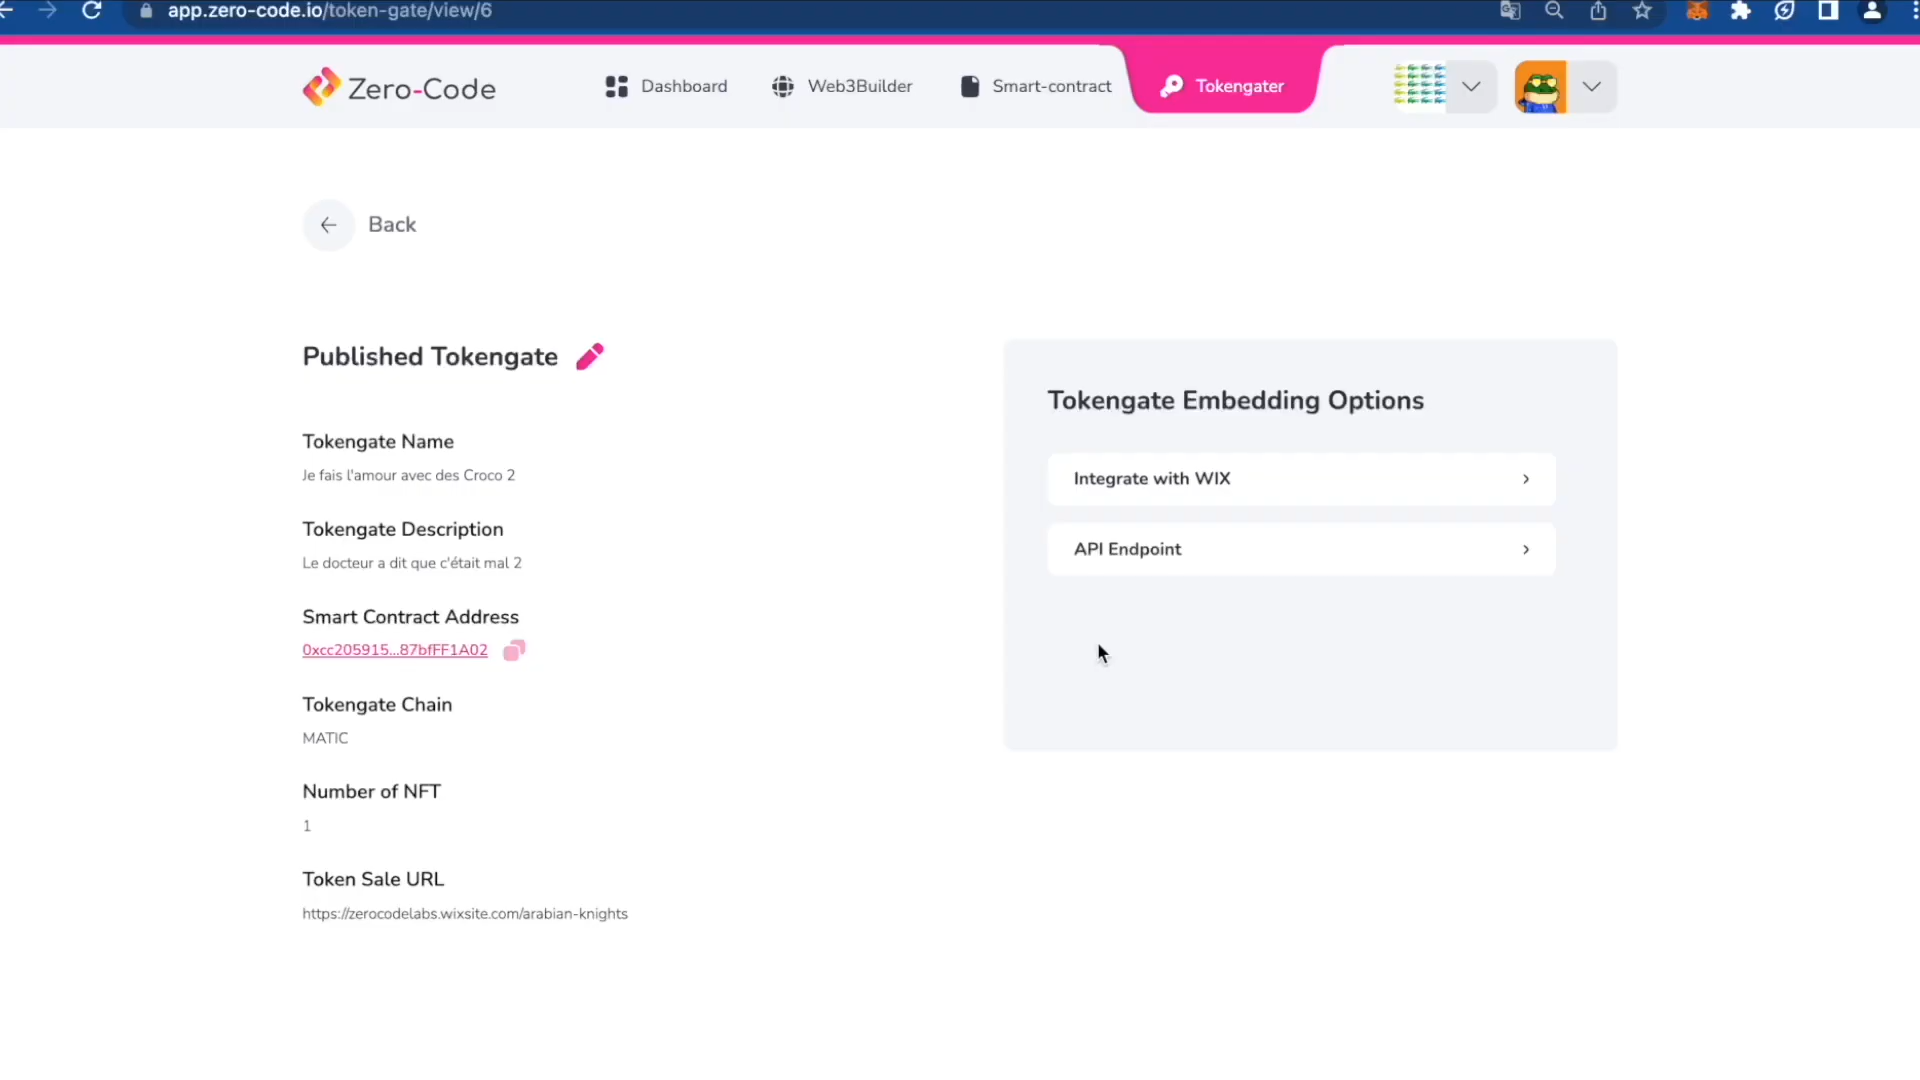 app.zero-code.io/token-gate/view/6
Zero-Code
Dashboard
Web3Builder
Smart-contract
Tokengater
Back
Published Tokengate
Tokengate Name
Je fais l'amour avec des Croco 2
Tokengate Description
Le docteur a dit que c'était mal 2
Smart Contract Address
0xcc205915...87bfFF1A02
Tokengate Chain
MATIC
Number of NFT
1
Token Sale URL
https://zerocodelabs.wixsite.com/arabian-knights
Tokengate Embedding Options
Integrate with WIX
API Endpoint